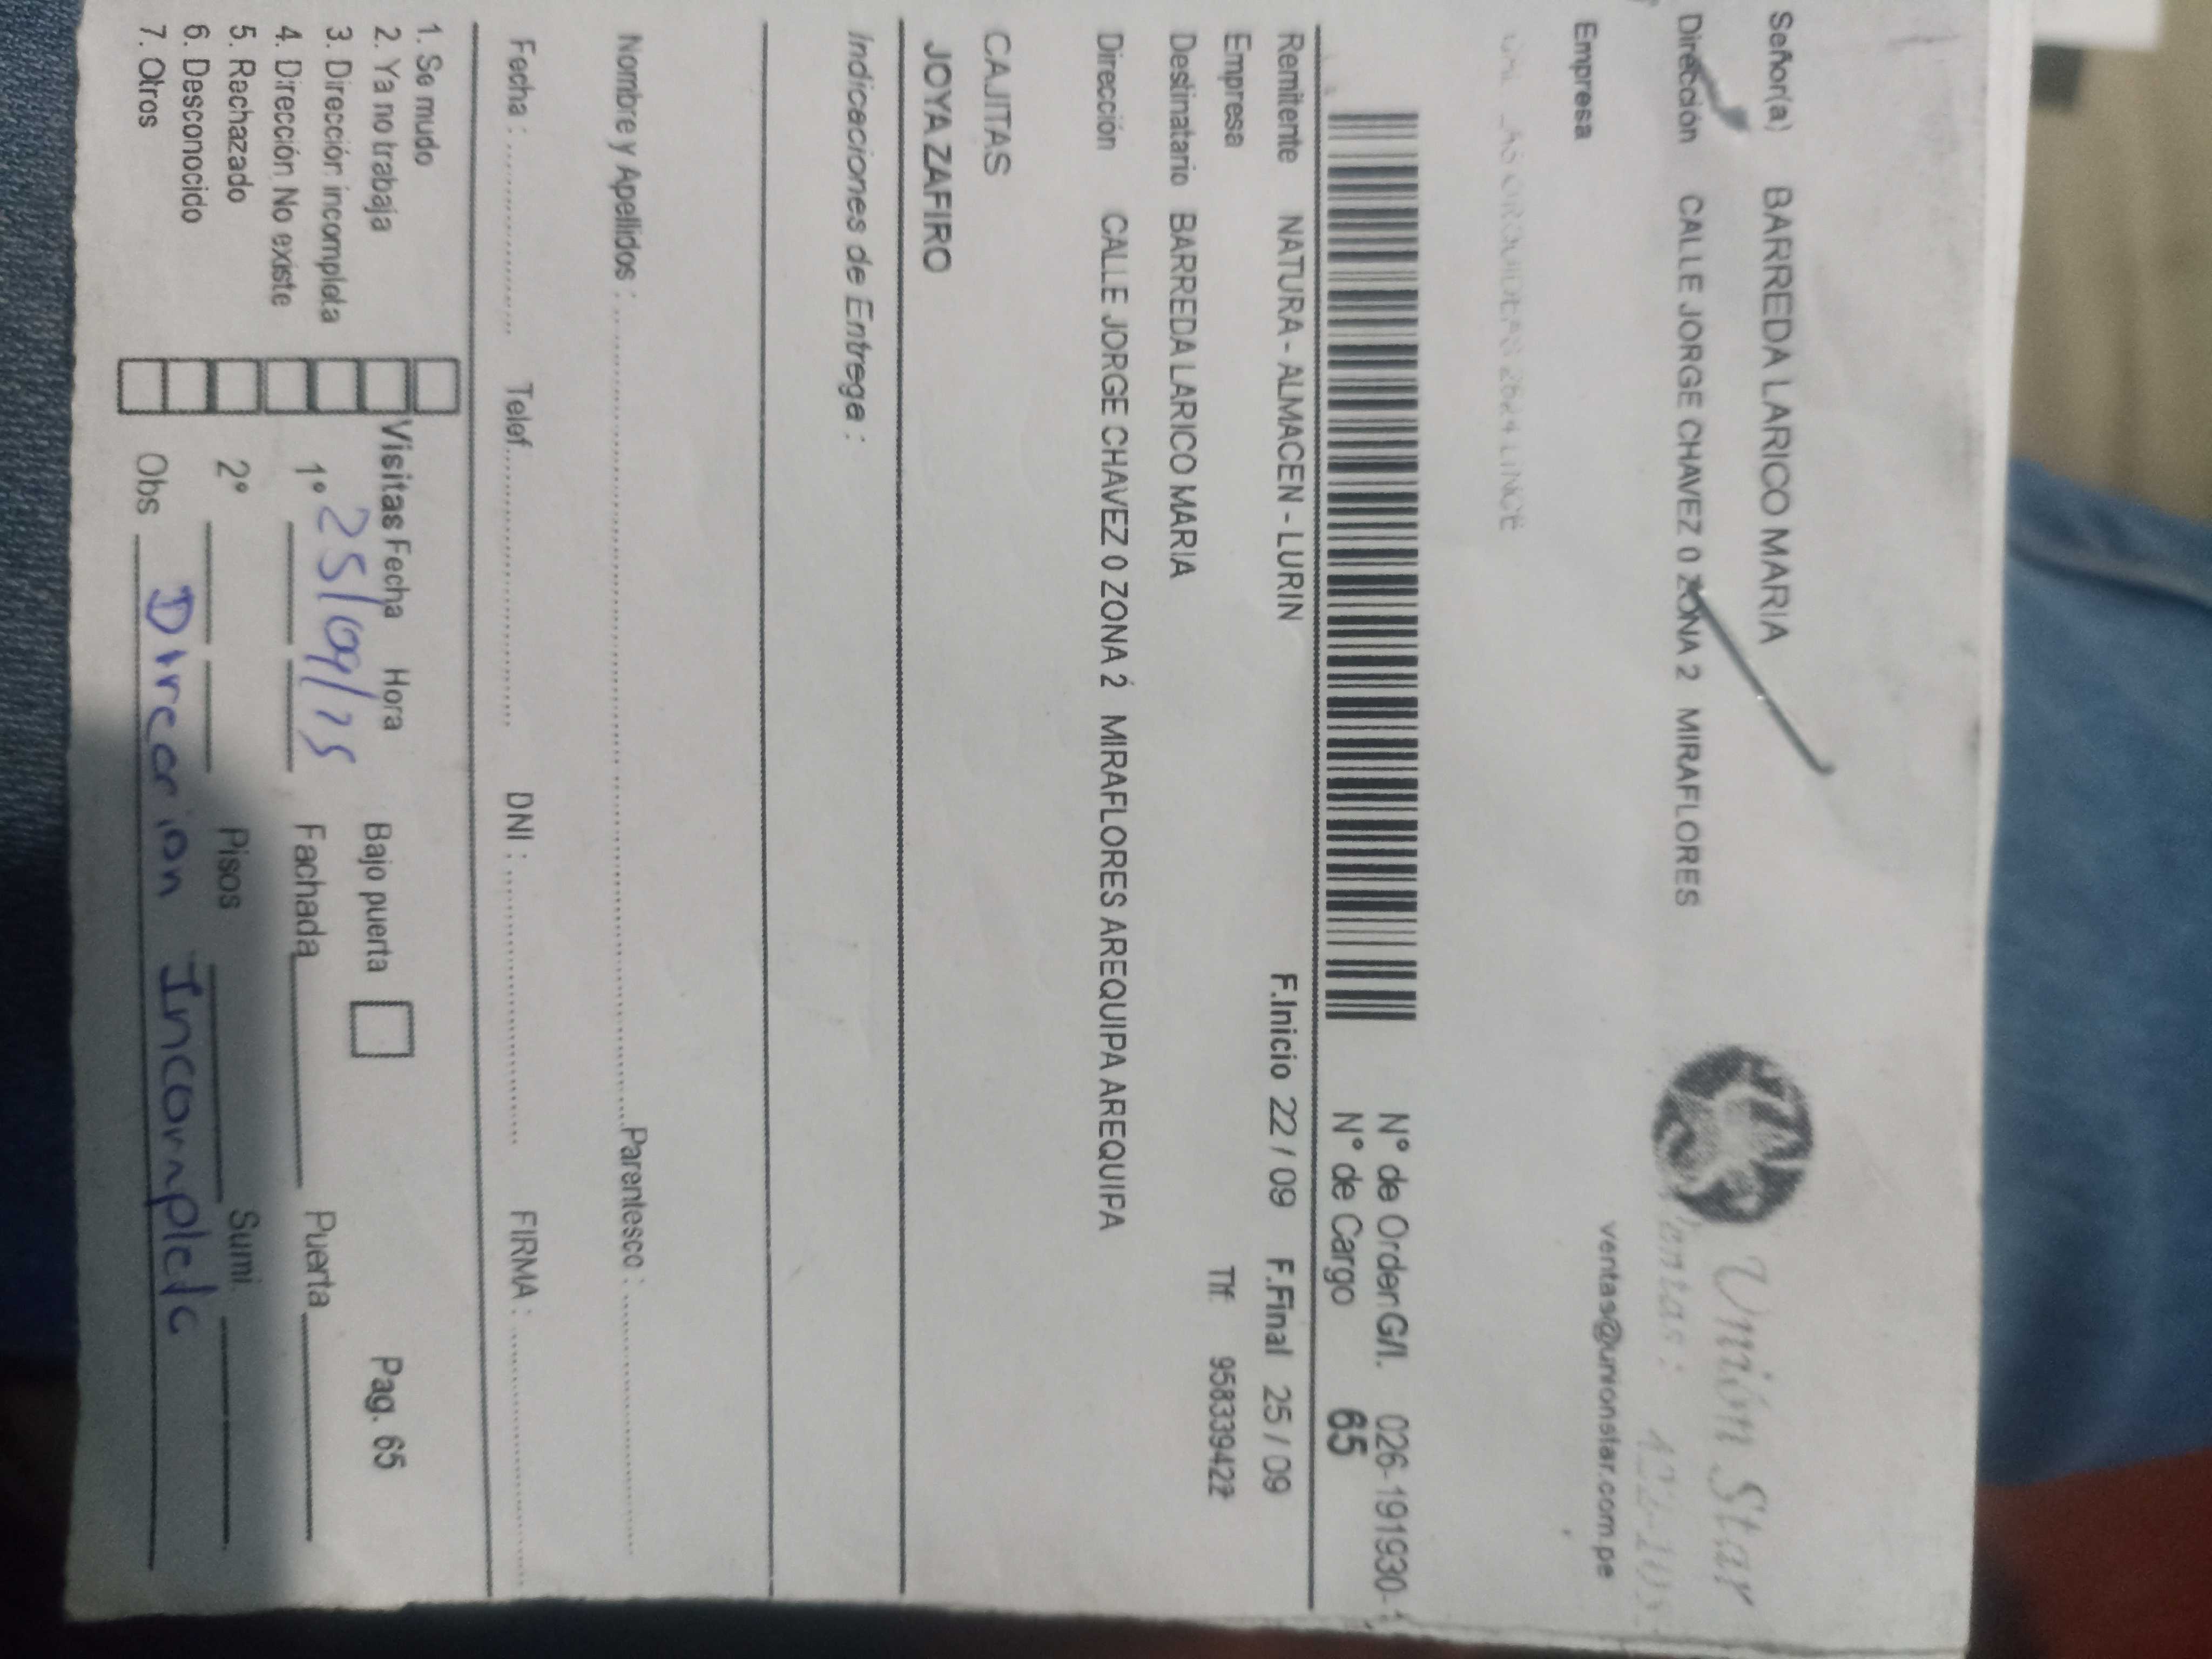 Señor(a) BARREDA LARICO MARIA
Unión Star
Dirección CALLE JORGE CHAVEZ 0 ZONA 2 MIRAFLORES
Empresa
ventas@unionstar.com.pe
LINCE
N° de Orden G/I. 026-191930-
N° de Cargo 65
Remitente NATURA - ALMACEN - LURIN F.Inicio 22 / 09 F.Final 25 / 09
Empresa Tlf. 958339422
Destinatario BARREDA LARICO MARIA
Dirección CALLE JORGE CHAVEZ 0 ZONA 2 MIRAFLORES AREQUIPA AREQUIPA
CAJITAS
JOYA ZAFIRO
Indicaciones de Entrega :
Nombre y Apellidos : Parentesco :
Fecha : Telef. DNI : FIRMA :
1. Se mudo
2. Ya no trabaja Visitas Fecha Hora Bajo puerta Pag. 65
3. Dirección incompleta
4. Dirección No existe 1° 25/09/25 Fachada Puerta
5. Rechazado 2° Pisos Sumi.
6. Desconocido
7. Otros Obs Direccion Incompleta